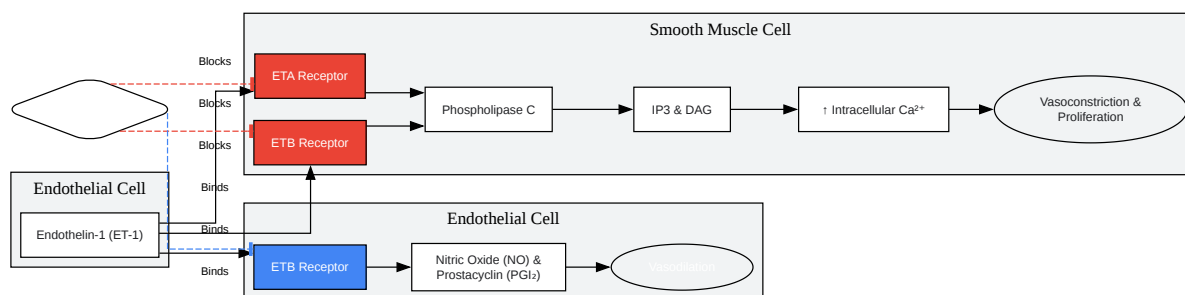 Smooth Muscle Cell
Blocks
ETA Receptor
Blocks
Phospholipase C
IP3 & DAG
↑ Intracellular Ca²⁺
Vasoconstriction &
Proliferation
ETB Receptor
Blocks
Endothelial Cell
Binds
Endothelin-1 (ET-1)
Binds
Binds
Endothelial Cell
ETB Receptor
Nitric Oxide (NO) &
Prostacyclin (PGI₂)
Vasodilation